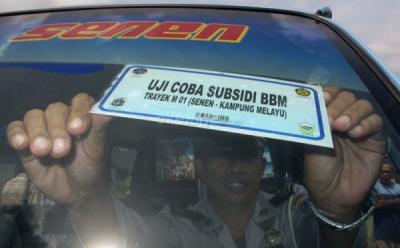 senen
UJI COBA SUBSIDI BBM
TRAYEK M 01 (SENEN - KAMPUNG MELAYU)